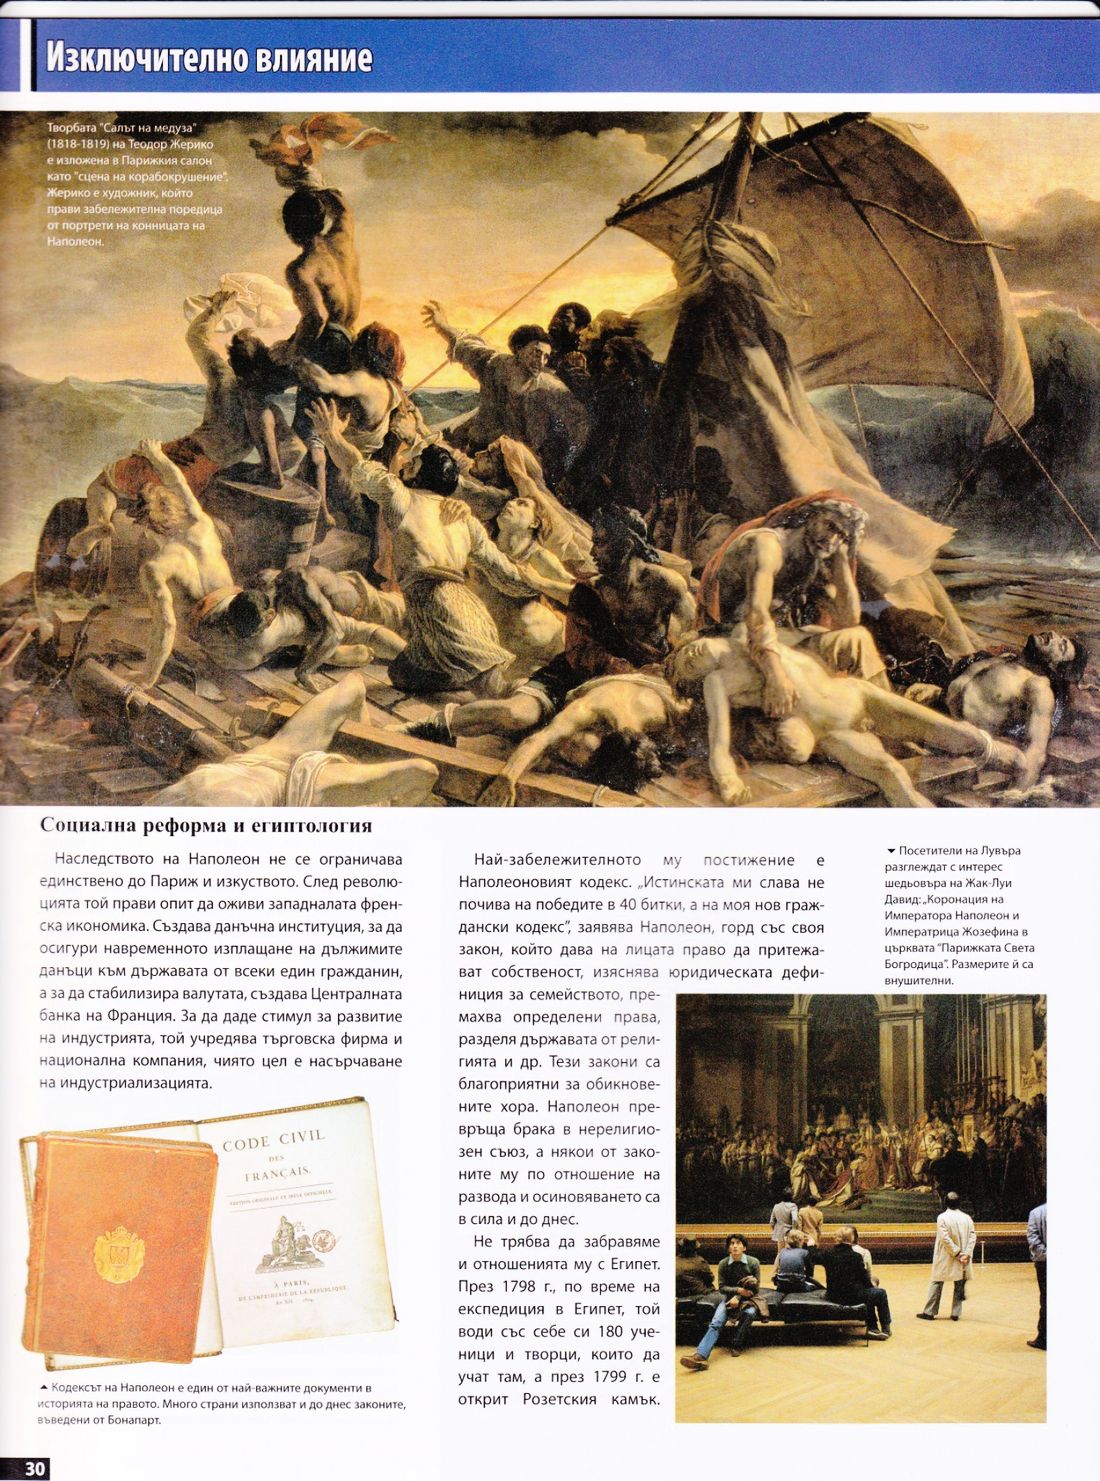 Изключително влияние
Творбата "Салът на медуза"
(1818-1819) на Теодор Жерико
е изложена в Парижкия салон
като "сцена на корабокрушение".
Жерико е художник, който
прави забележителна поредица
от портрети на конницата на
Наполеон.
Социална реформа и египтология
Наследството на Наполеон не се ограничава
единствено до Париж и изкуството. След револю-
цията той прави опит да оживи западналата френ-
ска икономика. Създава данъчна институция, за да
осигури навременното изплащане на дължимите
данъци към държавата от всеки един гражданин,
а за да стабилизира валутата, създава Централната
банка на Франция. За да даде стимул за развитие
на индустрията, той учредява търговска фирма и
национална компания, чиято цел е насърчаване
на индустриализацията.
CODE CIVIL
DES
FRANÇAIS.
ÉDITION ORIGINALE ET SEULE OFFICIELLE.
À PARIS,
DE L'IMPRIMERIE DE LA RÉPUBLIQUE
An XII. 1804.
Кодексът на Наполеон е един от най-важните документи в
историята на правото. Много страни използват и до днес законите,
въведени от Бонапарт.
Най-забележителното му постижение е
Наполеоновият кодекс. „Истинската ми слава не
почива на победите в 40 битки, а на моя нов граж-
дански кодекс”, заявява Наполеон, горд със своя
закон, който дава на лицата право да притежа-
ват собственост, изяснява юридическата дефи-
ниция за семейството, пре-
махва определени права,
разделя държавата от рели-
гията и др. Тези закони са
благоприятни за обикнове-
ните хора. Наполеон пре-
връща брака в нерелигио-
зен съюз, а някои от зако-
ните му по отношение на
развода и осиновяването са
в сила и до днес.
Не трябва да забравяме
и отношенията му с Египет.
През 1798 г., по време на
експедиция в Египет, той
води със себе си 180 уче-
ници и творци, които да
учат там, а през 1799 г. е
открит Розетския камък.
Посетители на Лувъра
разглеждат с интерес
шедьовъра на Жак-Луи
Давид: „Коронация на
Императора Наполеон и
Императрица Жозефина в
църквата "Парижката Света
Богородица”. Размерите ѝ са
внушителни.
30